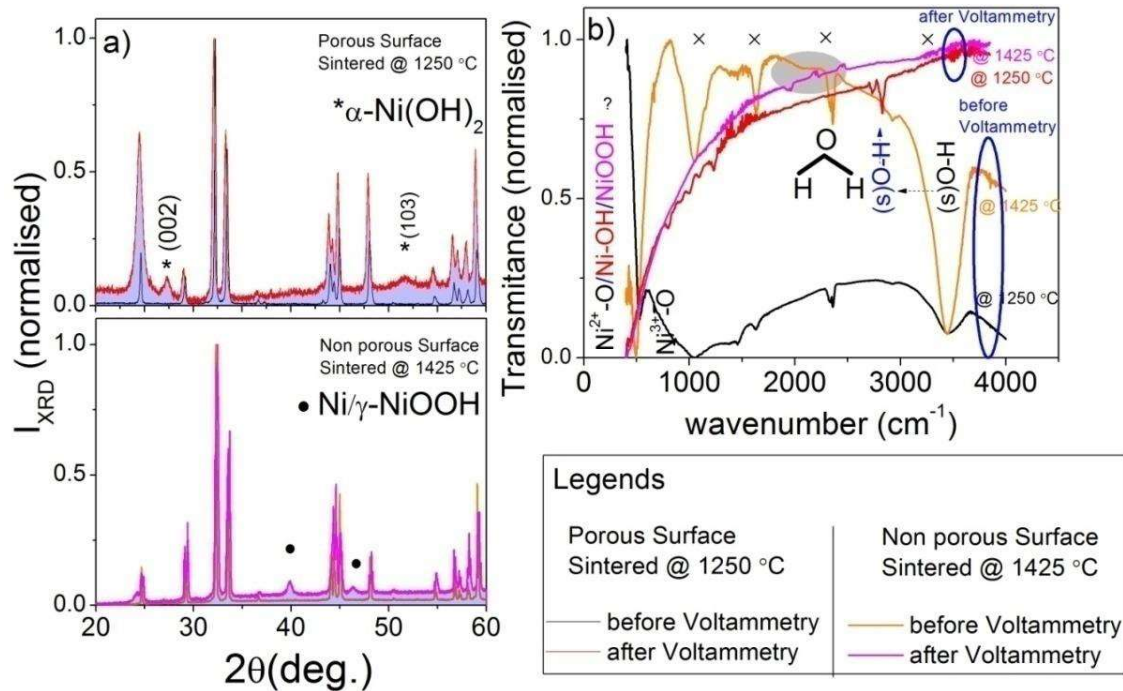 a)
Porous Surface
Sintered @ 1250 °C
*α-Ni(OH)₂
*(002)
*(103)
1.0
0.5
0.0
Non porous Surface
Sintered @ 1425 °C
• Ni/γ-NiOOH
1.0
0.5
0.0
I_XRD (normalised)
20 30 40 50 60
2θ(deg.)
b)
× × × ×
after Voltammetry
@ 1425 °C
@ 1250 °C
before
Voltammetry
@ 1425 °C
@ 1250 °C
O
H H
(s)O-H
(s)O-H
Ni²⁺-O/Ni-OH/NiOOH ?
Ni³⁺-O
1.0
0.5
0.0
Transmitance (normalised)
0 1000 2000 3000 4000
wavenumber (cm⁻¹)
Legends
Porous Surface
Sintered @ 1250 °C
before Voltammetry
after Voltammetry
Non porous Surface
Sintered @ 1425 °C
before Voltammetry
after Voltammetry